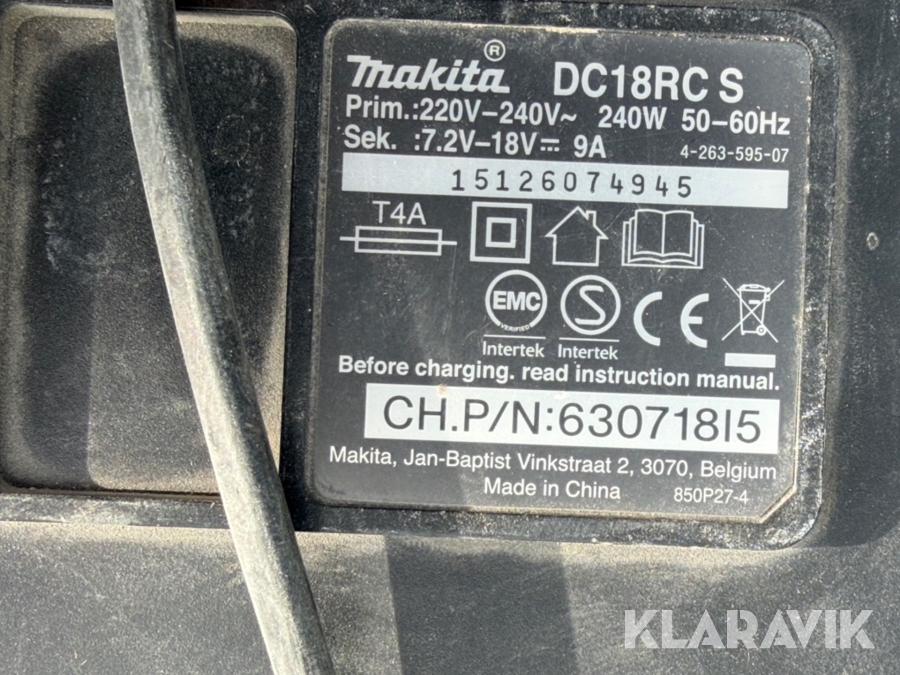 makita® DC18RC S
Prim.:220V–240V~ 240W 50–60Hz
Sek. :7.2V–18V⎓ 9A 4-263-595-07
15126074945
T4A
EMC
VERIFIED
S
CE
Intertek Intertek
Before charging. read instruction manual.
CH.P/N:630718I5
Makita, Jan-Baptist Vinkstraat 2, 3070, Belgium
Made in China 850P27-4
KLARAVIK